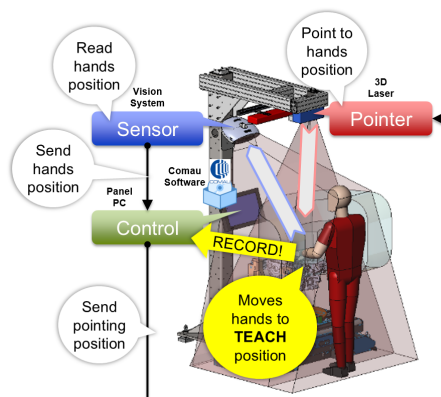 Read
hands
position
Vision
System
Sensor
Point to
hands
position
3D
Laser
Pointer
Send
hands
position
Panel
PC
Comau
Software
COMAU
Control
RECORD!
Moves
hands to
TEACH
position
Send
pointing
position